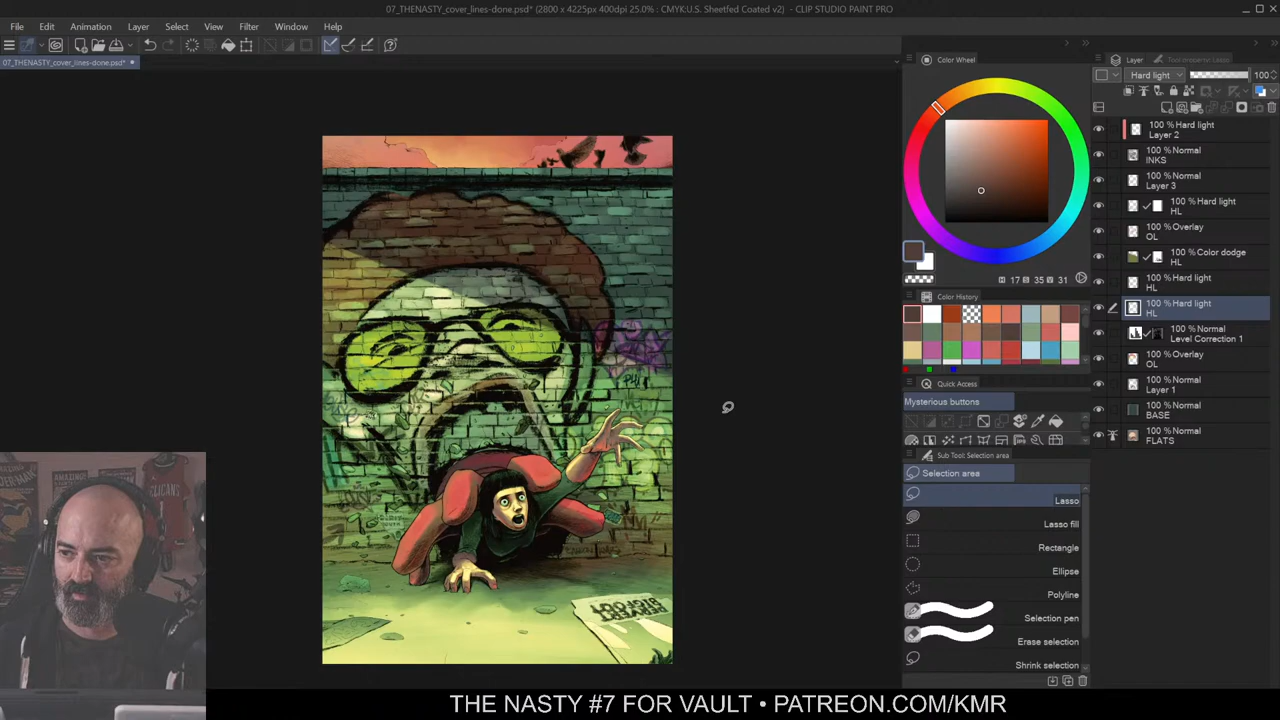 07_THENASTY_cover_lines-done.psd* (2800 x 4225px 400dpi 25.0% : CMYK:U.S. Sheetfed Coated v2) - CLIP STUDIO PAINT PRO
File Edit Animation Layer Select View Filter Window Help
07_THENASTY_cover_lines-done.psd*
Color Wheel
H 17 S 35 V 31
Color History
Quick Access
Mysterious buttons
Sub Tool: Selection area
Selection area
Lasso
Lasso fill
Rectangle
Ellipse
Polyline
Selection pen
Erase selection
Shrink selection
Layer
Hard light 100
100 % Hard light
Layer 2
100 % Normal
INKS
100 % Normal
Layer 3
100 % Hard light
HL
100 % Overlay
OL
100 % Color dodge
HL
100 % Hard light
HL
100 % Hard light
HL
100 % Normal
Level Correction 1
100 % Overlay
OL
100 % Normal
Layer 1
100 % Normal
BASE
100 % Normal
FLATS
PELICANS
THE NASTY #7 FOR VAULT • PATREON.COM/KMR